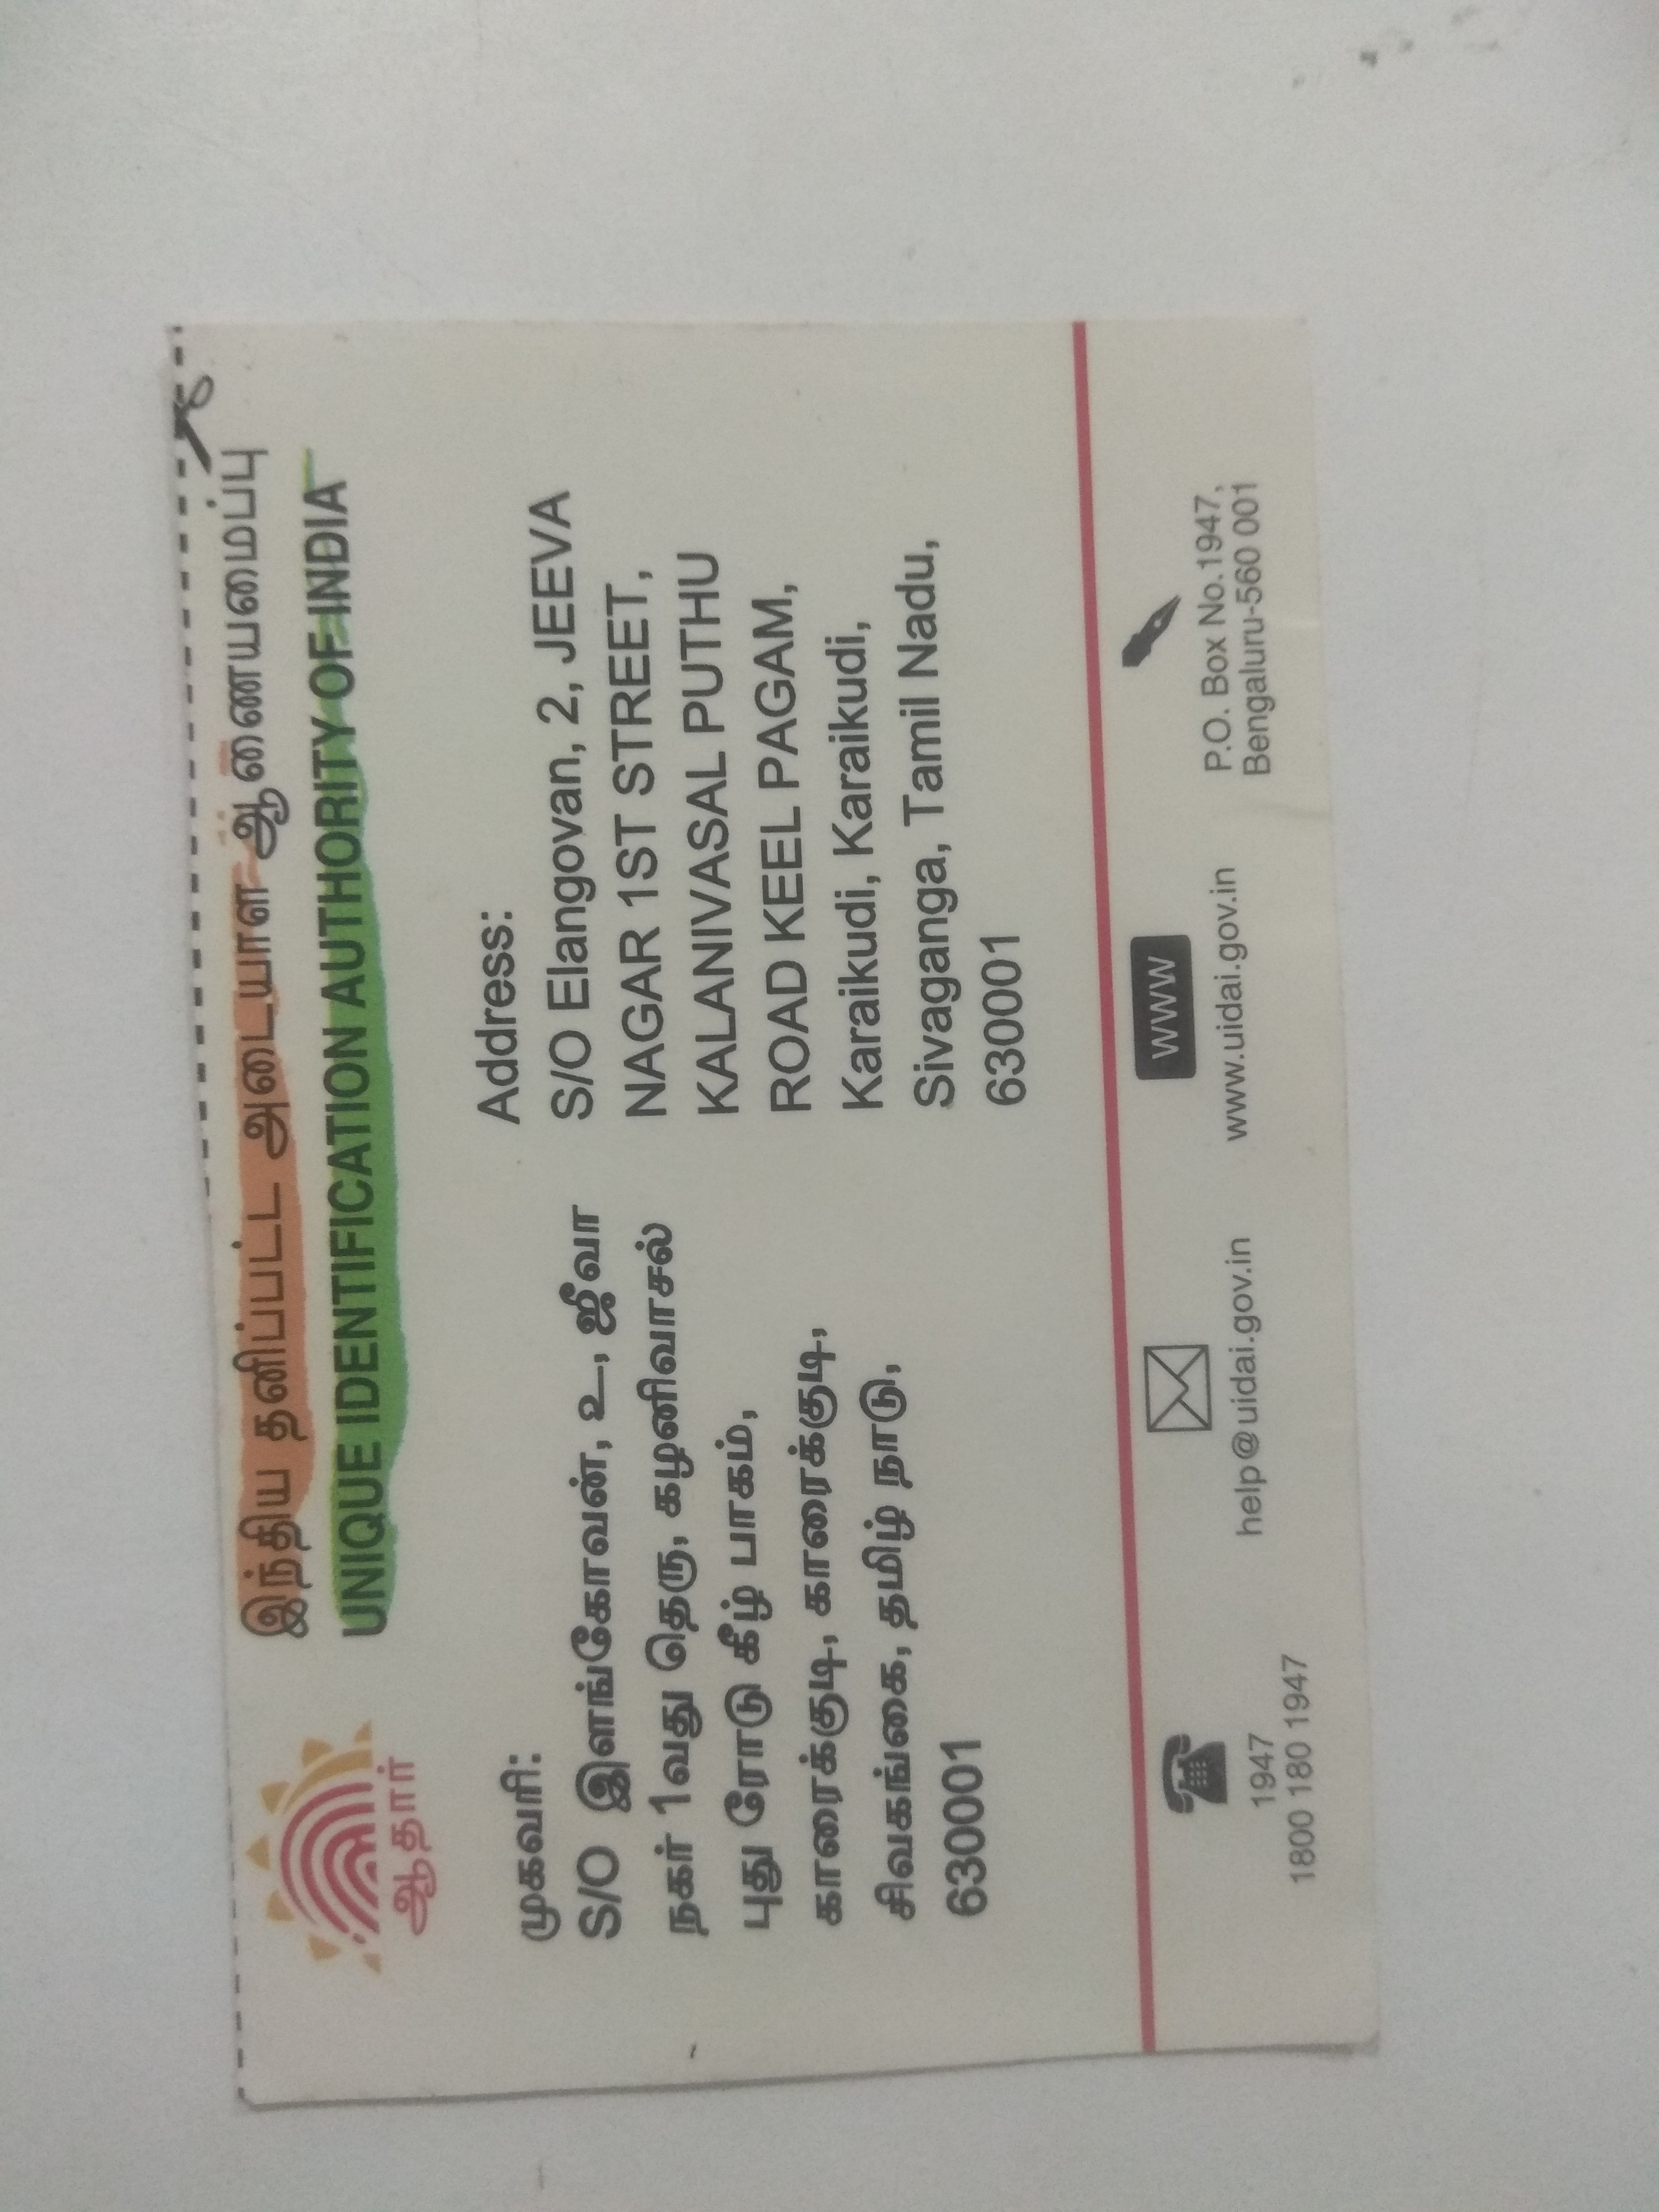 இந்திய தனிப்பட்ட அடையாள ஆணையமைப்பு
UNIQUE IDENTIFICATION AUTHORITY OF INDIA
ஆதார்
முகவரி:
S/O இளங்கோவன், உ, ஜீவா
நகர் 1வது தெரு, கழனிவாசல்
புது ரோடு கீழ் பாகம்,
காரைக்குடி, காரைக்குடி,
சிவகங்கை, தமிழ் நாடு,
630001
Address:
S/O Elangovan, 2, JEEVA
NAGAR 1ST STREET,
KALANIVASAL PUTHU
ROAD KEEL PAGAM,
Karaikudi, Karaikudi,
Sivaganga, Tamil Nadu,
630001
1947
1800 180 1947
help@uidai.gov.in
WWW
www.uidai.gov.in
P.O. Box No.1947,
Bengaluru-560 001